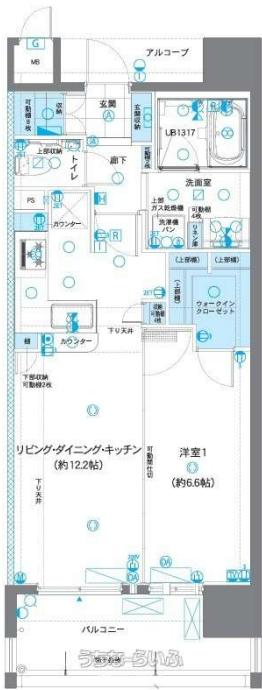 G
MB
アルコーブ
玄関
玄関収納
収納
可動棚8枚
UB1317
上部収納
トイレ
廊下
洗面室
PS
カウンター
上部
ガス乾燥機
洗濯機
パン
可動棚
4枚
リネン庫
R
(上部棚)
(上部棚)
(上部棚)
ウォークイン
クローゼット
収納
棚
カウンター
下り天井
下部収納
可動棚2枚
リビング・ダイニング・キッチン
(約12.2帖)
下り天井
可動間仕切
洋室1
(約6.6帖)
バルコニー
うちなーらいふ